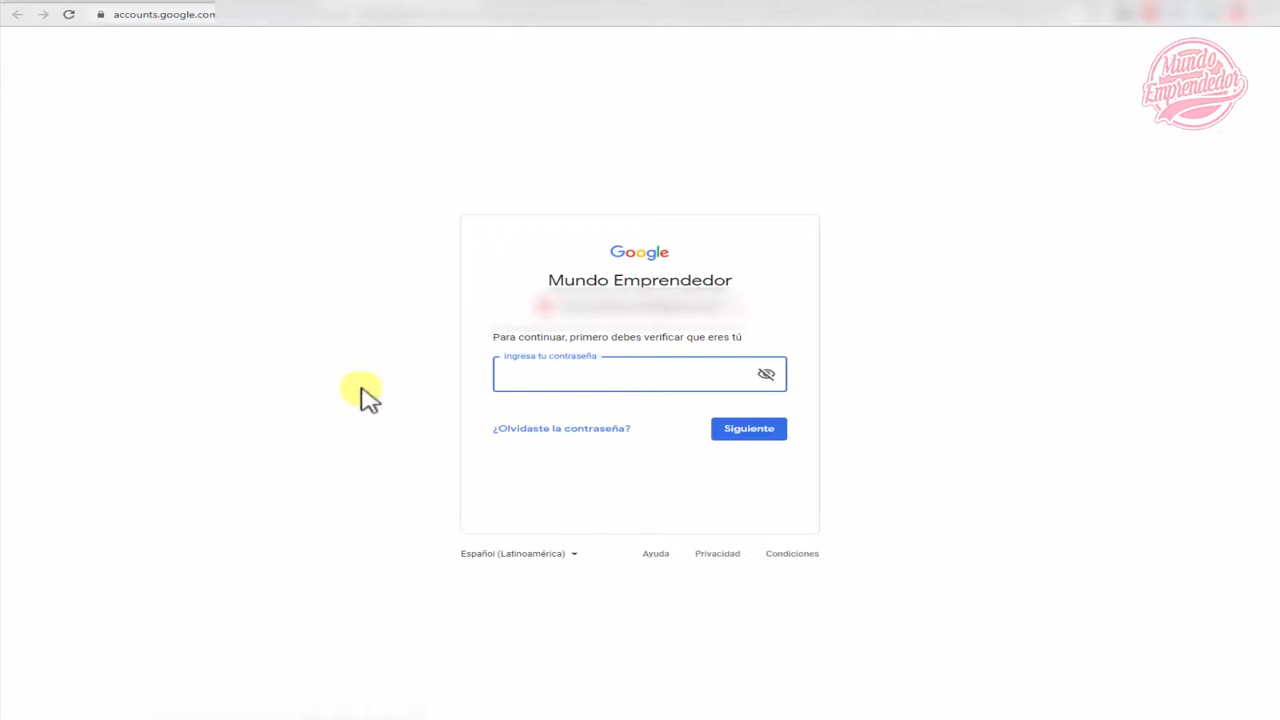 accounts.google.com
Mundo
Emprendedor
Google
Mundo Emprendedor
Para continuar, primero debes verificar que eres tú
Ingresa tu contraseña
¿Olvidaste la contraseña?
Siguiente
Español (Latinoamérica)
Ayuda
Privacidad
Condiciones